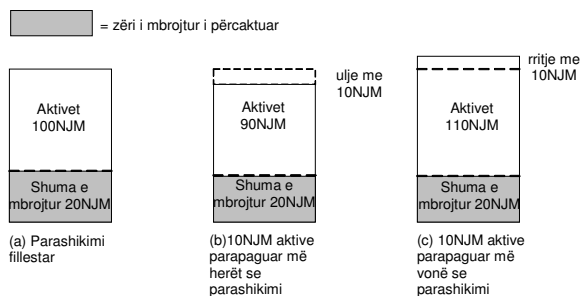 = zëri i mbrojtur i përcaktuar
Aktivet
100NJM
Shuma e
mbrojtur 20NJM
(a) Parashikimi
fillestar
ulje me
10NJM
Aktivet
90NJM
Shuma e
mbrojtur 20NJM
(b)10NJM aktive
parapaguar më
herët se
parashikimi
rritje me
10NJM
Aktivet
110NJM
Shuma e
mbrojtur 20NJM
(c) 10NJM aktive
parapaguar më
vonë se
parashikimi